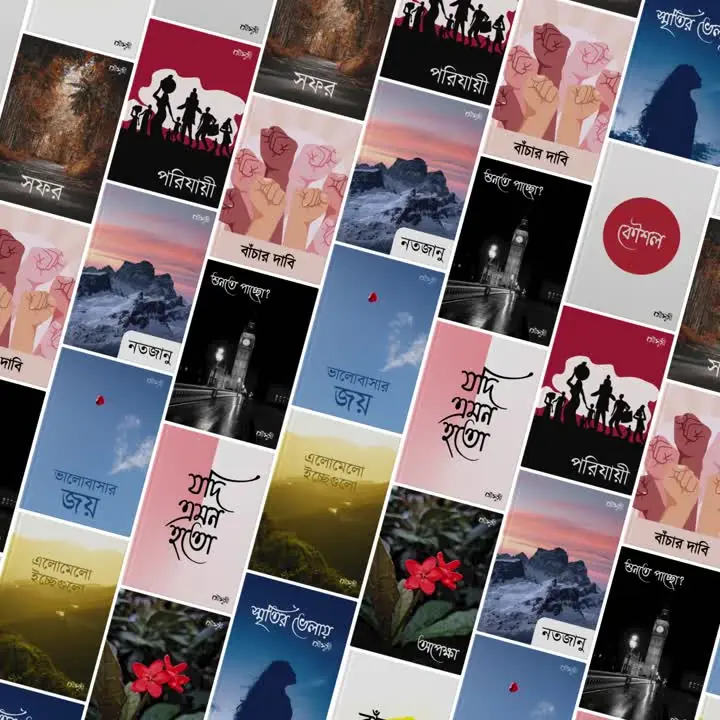 সফর
দাবি
পরিযায়ী
নতজানু
ভালোবাসার
জয়
এলোমেলো
ইচ্ছেগুলো
সফর
বাঁচার দাবি
শুনতে পাচ্ছো?
যদি
এমন
হতো
পরিযায়ী
নতজানু
ভালোবাসার
জয়
এলোমেলো
ইচ্ছেগুলো
স্মৃতির ভেলায়
বাঁচার দাবি
শুনতে পাচ্ছো?
যদি
এমন
হতো
অপেক্ষা
স্মৃতির
কৌশল
পরিযায়ী
নতজানু
বাঁচার দাবি
শুনতে পাচ্ছো?